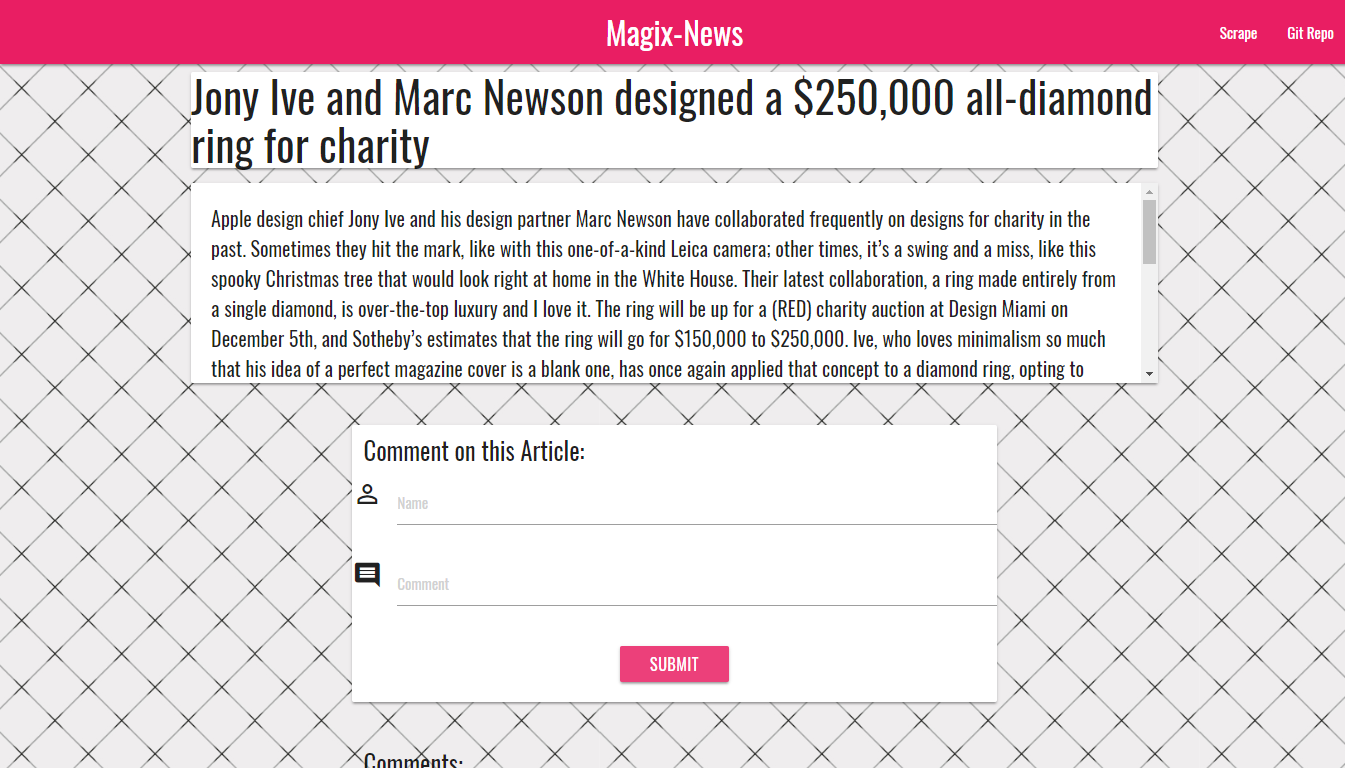 Magix-News
Scrape
Git Repo
Jony Ive and Marc Newson designed a $250,000 all-diamond
ring for charity
Apple design chief Jony Ive and his design partner Marc Newson have collaborated frequently on designs for charity in the
past. Sometimes they hit the mark, like with this one-of-a-kind Leica camera; other times, it’s a swing and a miss, like this
spooky Christmas tree that would look right at home in the White House. Their latest collaboration, a ring made entirely from
a single diamond, is over-the-top luxury and I love it. The ring will be up for a (RED) charity auction at Design Miami on
December 5th, and Sotheby’s estimates that the ring will go for $150,000 to $250,000. Ive, who loves minimalism so much
that his idea of a perfect magazine cover is a blank one, has once again applied that concept to a diamond ring, opting to
Comment on this Article:
Name
Comment
SUBMIT
Comments: